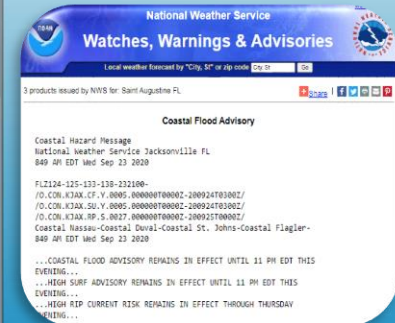 National Weather Service
Watches, Warnings & Advisories
Local weather forecast by "City, St" or zip code City, St Go
3 products issued by NWS for: Saint Augustine FL
Share
Coastal Flood Advisory
Coastal Hazard Message
National Weather Service Jacksonville FL
849 AM EDT Wed Sep 23 2020
FLZ124-125-133-138-232100-
/O.CON.KJAX.CF.Y.0005.000000T0000Z-200924T0300Z/
/O.CON.KJAX.SU.Y.0005.000000T0000Z-200924T0300Z/
/O.CON.KJAX.RP.S.0027.000000T0000Z-200925T0000Z/
Coastal Nassau-Coastal Duval-Coastal St. Johns-Coastal Flagler-
849 AM EDT Wed Sep 23 2020
...COASTAL FLOOD ADVISORY REMAINS IN EFFECT UNTIL 11 PM EDT THIS
EVENING...
...HIGH SURF ADVISORY REMAINS IN EFFECT UNTIL 11 PM EDT THIS
EVENING...
...HIGH RIP CURRENT RISK REMAINS IN EFFECT THROUGH THURSDAY
EVENING...